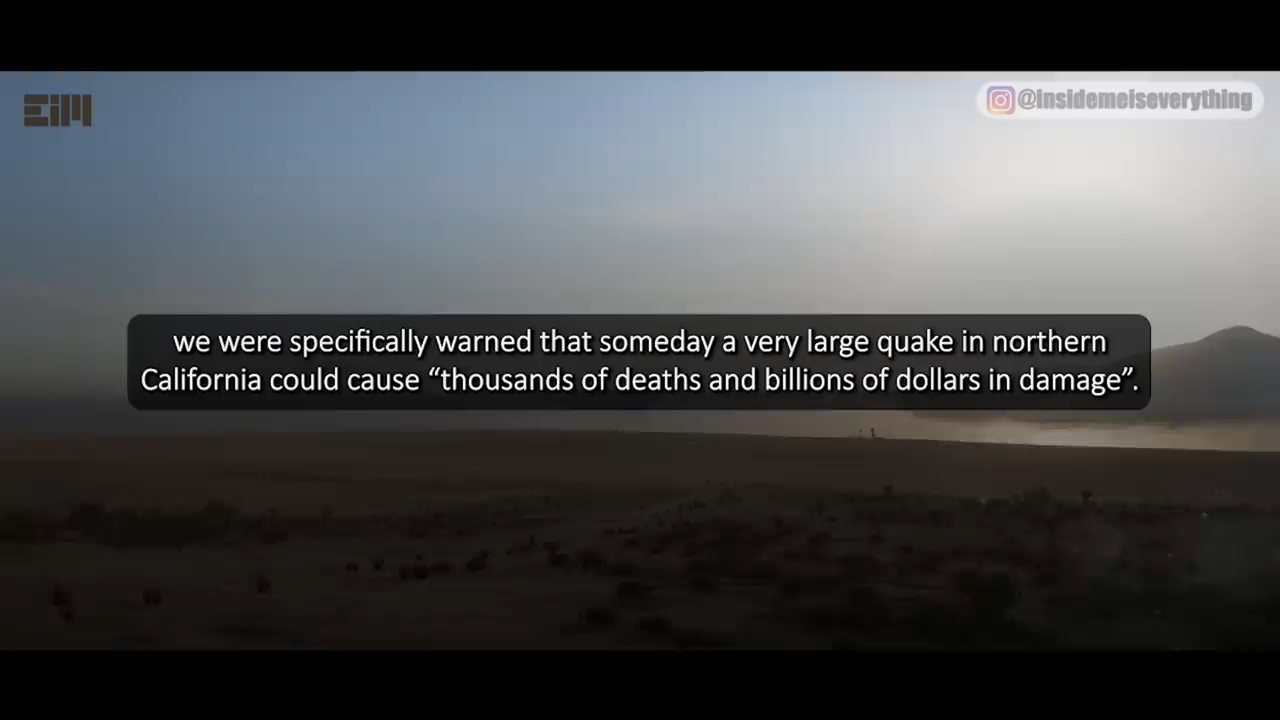 EiM
@insidemeiseverything
we were specifically warned that someday a very large quake in northern
California could cause “thousands of deaths and billions of dollars in damage”.